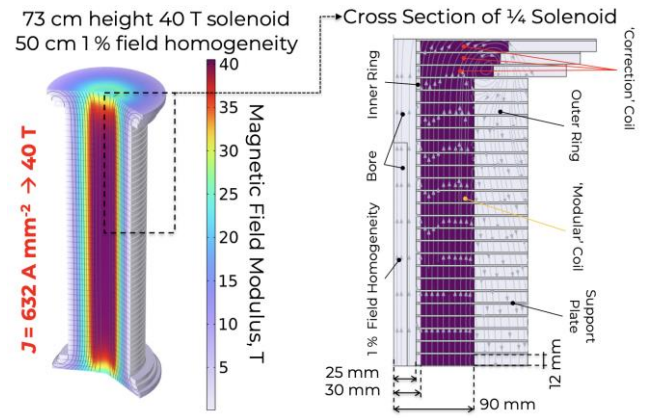 73 cm height 40 T solenoid
50 cm 1 % field homogeneity
J = 632 A mm⁻² → 40 T
40
35
30
25
20
15
10
5
Magnetic Field Modulus, T
Cross Section of ¼ Solenoid
Inner Ring
Bore
1 % Field Homogeneity
'Correction' Coil
Outer Ring
'Modular' Coil
Support
Plate
25 mm
30 mm
90 mm
12 mm